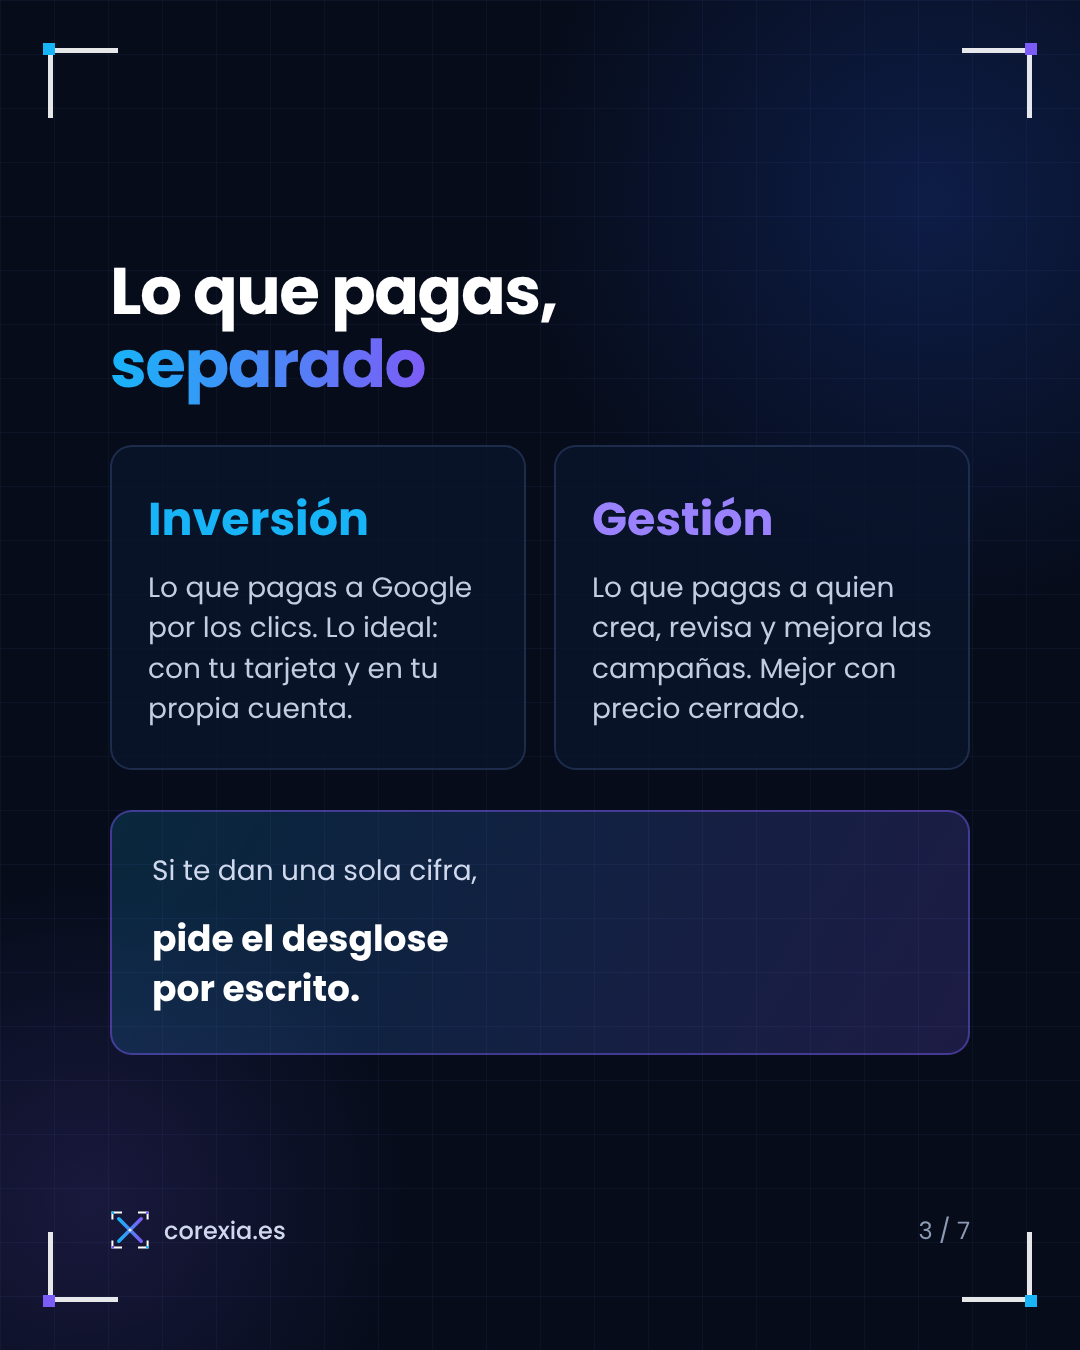 Lo que pagas,
separado
Inversión
Lo que pagas a Google
por los clics. Lo ideal:
con tu tarjeta y en tu
propia cuenta.
Gestión
Lo que pagas a quien
crea, revisa y mejora las
campañas. Mejor con
precio cerrado.
Si te dan una sola cifra,
pide el desglose
por escrito.
corexia.es
3 / 7